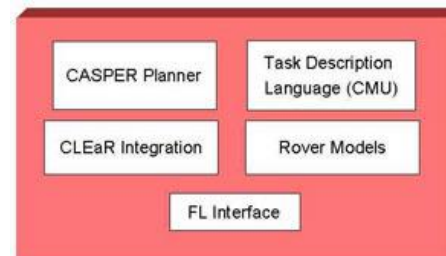 CASPER Planner
Task Description
Language (CMU)
CLEaR Integration
Rover Models
FL Interface